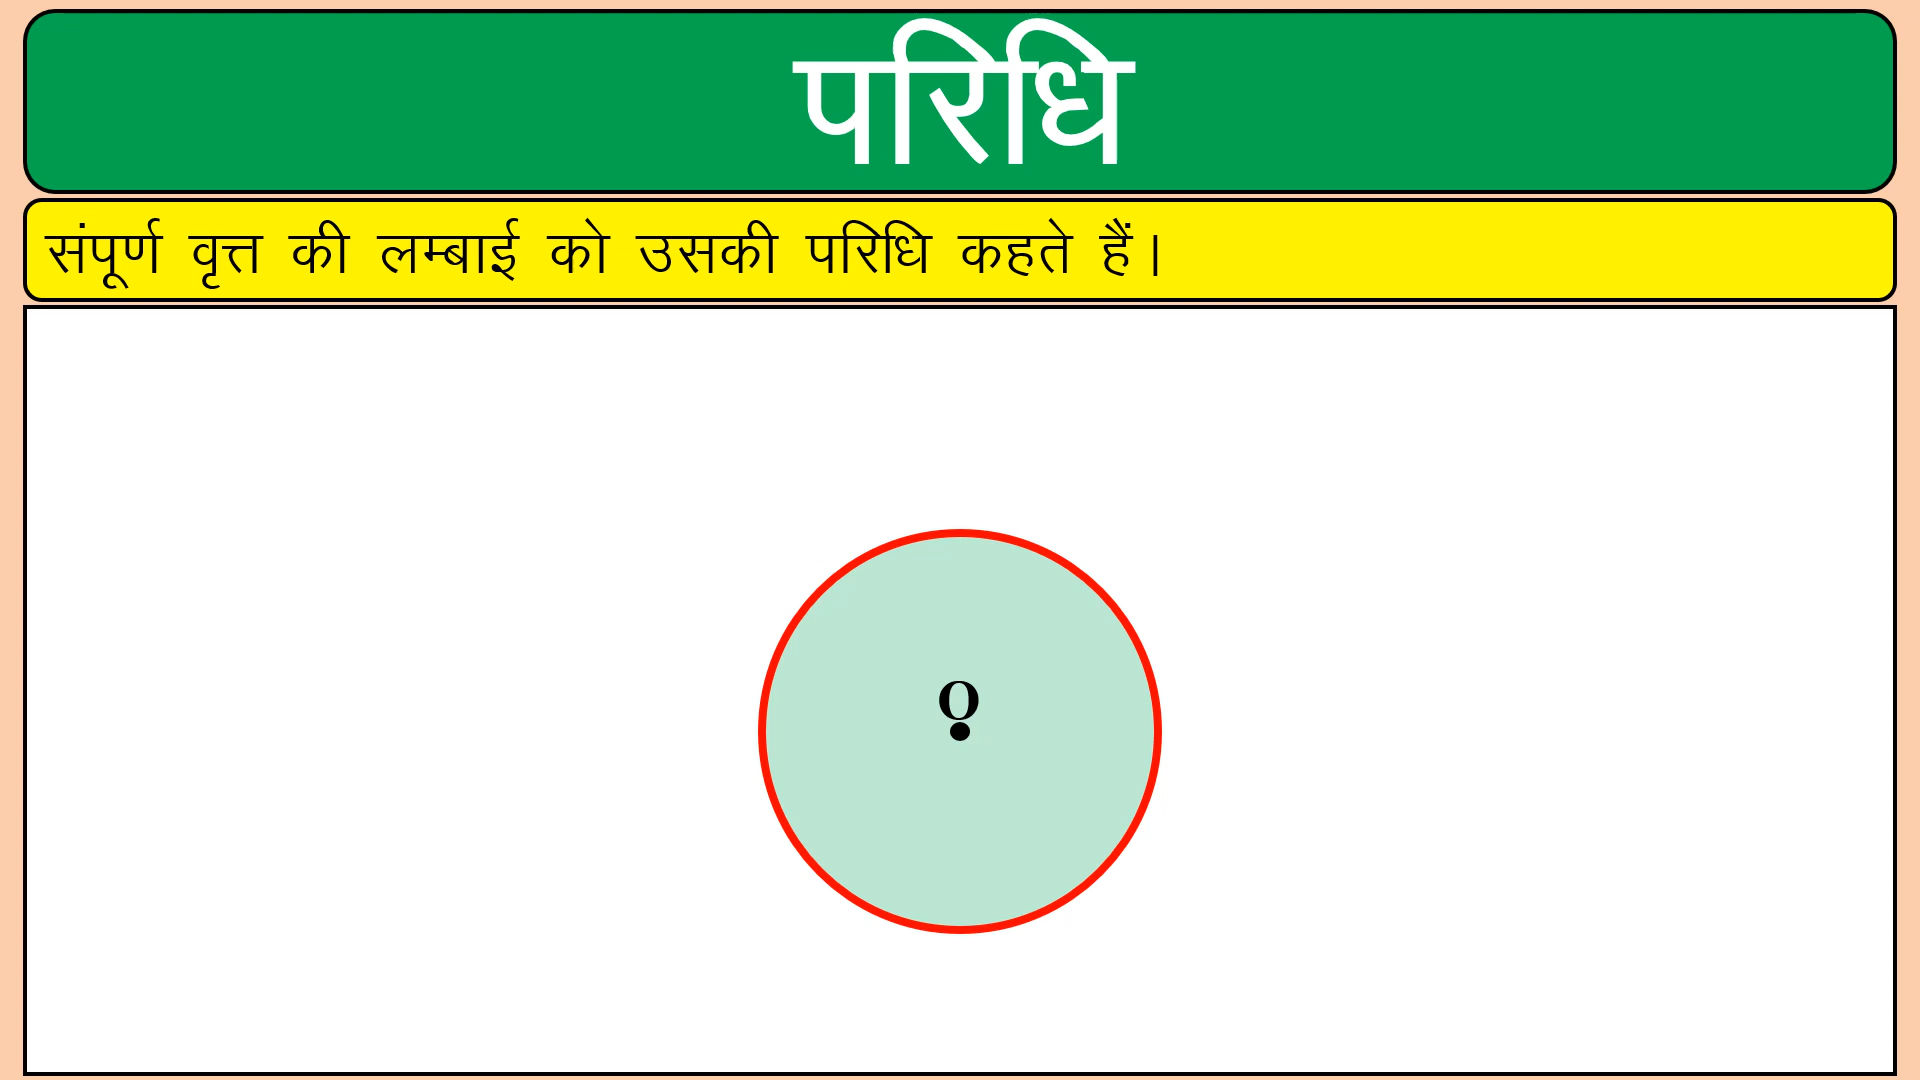 परिधि
संपूर्ण वृत्त की लम्बाई को उसकी परिधि कहते हैं।
O